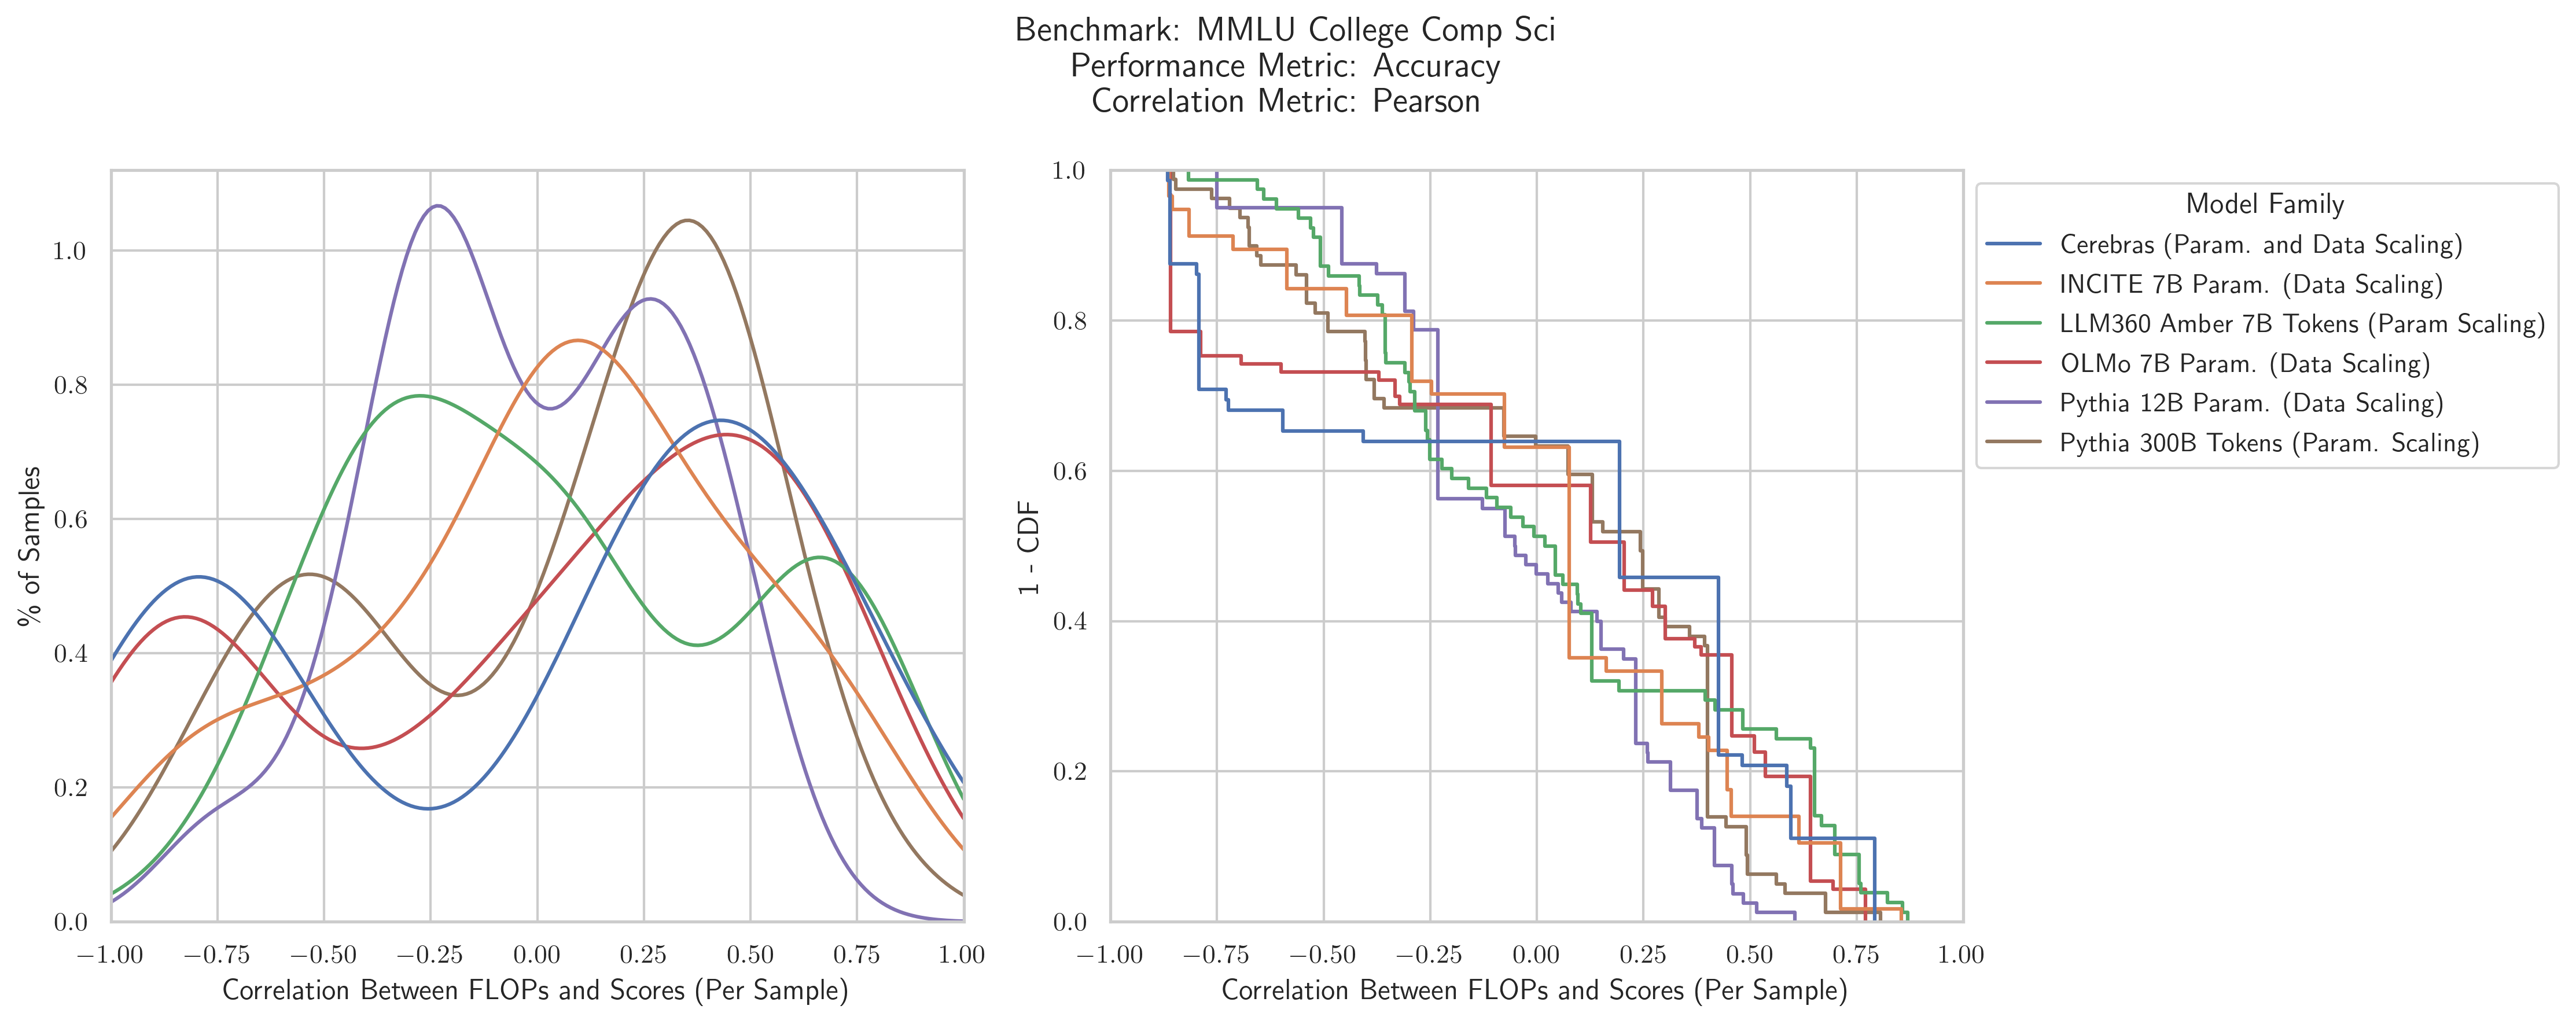 Benchmark: MMLU College Comp Sci
Performance Metric: Accuracy
Correlation Metric: Pearson
% of Samples
1.0
0.8
0.6
0.4
0.2
0.0
−1.00 −0.75 −0.50 −0.25 0.00 0.25 0.50 0.75 1.00
Correlation Between FLOPs and Scores (Per Sample)
1 - CDF
1.0
0.8
0.6
0.4
0.2
0.0
−1.00 −0.75 −0.50 −0.25 0.00 0.25 0.50 0.75 1.00
Correlation Between FLOPs and Scores (Per Sample)
Model Family
Cerebras (Param. and Data Scaling)
INCITE 7B Param. (Data Scaling)
LLM360 Amber 7B Tokens (Param Scaling)
OLMo 7B Param. (Data Scaling)
Pythia 12B Param. (Data Scaling)
Pythia 300B Tokens (Param. Scaling)